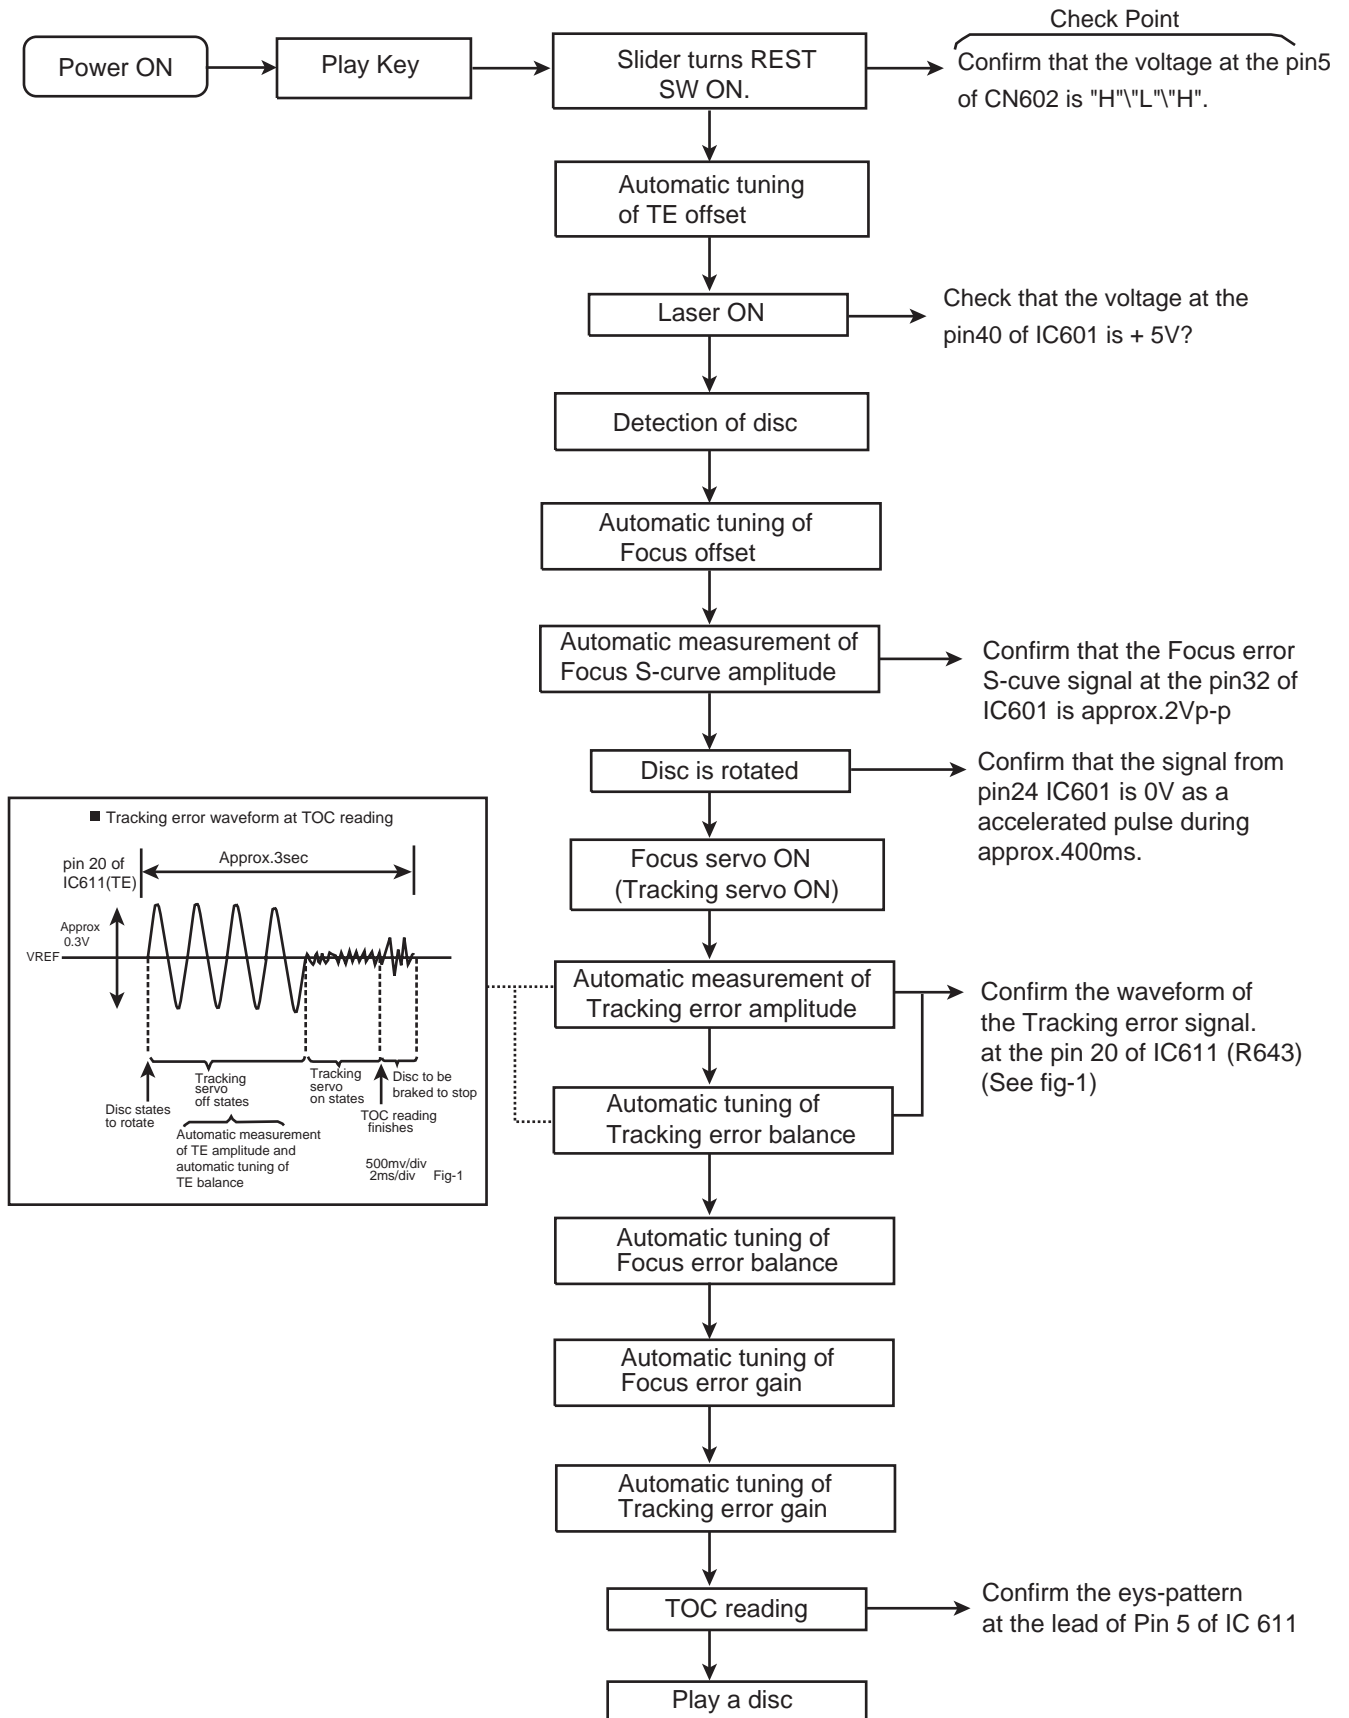 Check Point
Power ON
Play Key
Slider turns REST
SW ON.
Confirm that the voltage at the pin5
of CN602 is "H"\"L"\"H".
Automatic tuning
of TE offset
Laser ON
Check that the voltage at the
pin40 of IC601 is + 5V?
Detection of disc
Automatic tuning of
Focus offset
Automatic measurement of
Focus S-curve amplitude
Confirm that the Focus error
S-cuve signal at the pin32 of
IC601 is approx.2Vp-p
Disc is rotated
Confirm that the signal from
pin24 IC601 is 0V as a
accelerated pulse during
approx.400ms.
Focus servo ON
(Tracking servo ON)
■ Tracking error waveform at TOC reading
pin 20 of
IC611(TE)
Approx.3sec
Approx
0.3V
VREF
Disc states
to rotate
Tracking
servo
off states
Tracking
servo
on states
Disc to be
braked to stop
TOC reading
finishes
Automatic measurement
of TE amplitude and
automatic tuning of
TE balance
500mv/div
2ms/div
Fig-1
Automatic measurement of
Tracking error amplitude
Confirm the waveform of
the Tracking error signal.
at the pin 20 of IC611 (R643)
(See fig-1)
Automatic tuning of
Tracking error balance
Automatic tuning of
Focus error balance
Automatic tuning of
Focus error gain
Automatic tuning of
Tracking error gain
TOC reading
Confirm the eys-pattern
at the lead of Pin 5 of IC 611
Play a disc